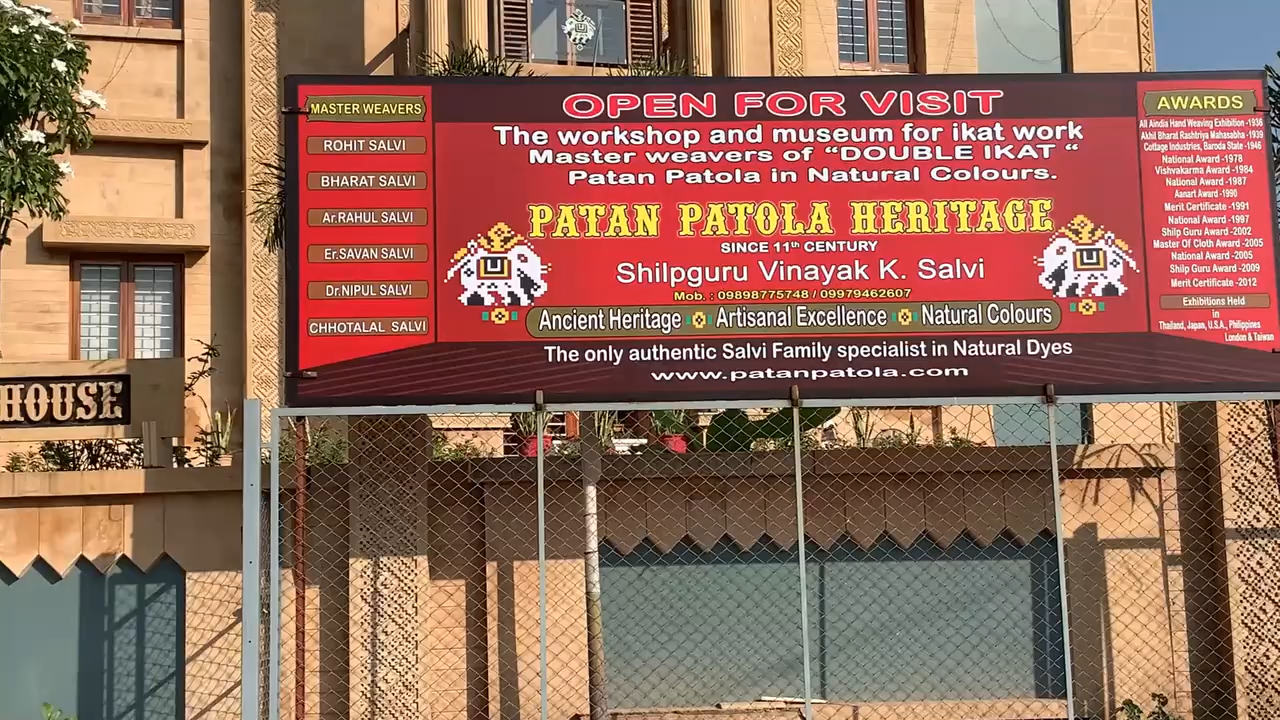 MASTER WEAVERS
ROHIT SALVI
BHARAT SALVI
Ar.RAHUL SALVI
Er.SAVAN SALVI
Dr.NIPUL SALVI
CHHOTALAL SALVI
OPEN FOR VISIT
The workshop and museum for ikat work
Master weavers of “DOUBLE IKAT “
Patan Patola in Natural Colours.
PATAN PATOLA HERITAGE
SINCE 11th CENTURY
Shilpguru Vinayak K. Salvi
Mob. : 09898775748 / 09979462607
Ancient Heritage Artisanal Excellence Natural Colours
The only authentic Salvi Family specialist in Natural Dyes
www.patanpatola.com
AWARDS
All Aindia Hand Weaving Exhibition -1936
Akhil Bharat Rashtriya Mahasabha -1939
Cottage Industries, Baroda State -1946
National Award -1978
Vishvakarma Award -1984
National Award -1987
Aanart Award -1990
Merit Certificate -1991
National Award -1997
Shilp Guru Award -2002
Master Of Cloth Award -2005
National Award -2005
Shilp Guru Award -2009
Merit Certificate -2012
Exhibitions Held
in
Thailand, Japan, U.S.A., Philippines
London & Taiwan
HOUSE